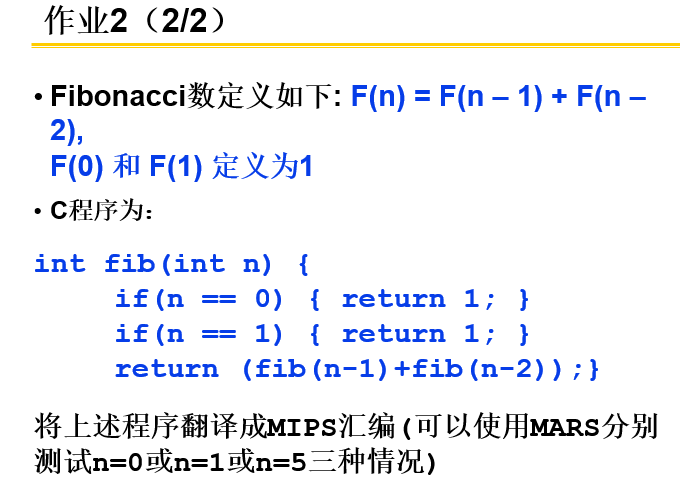 作业2（2/2）
• Fibonacci数定义如下: F(n) = F(n – 1) + F(n –
2),
F(0) 和 F(1) 定义为1
• C程序为：
int fib(int n) {
if(n == 0) { return 1; }
if(n == 1) { return 1; }
return (fib(n-1)+fib(n-2));}
将上述程序翻译成MIPS汇编(可以使用MARS分别
测试n=0或n=1或n=5三种情况)